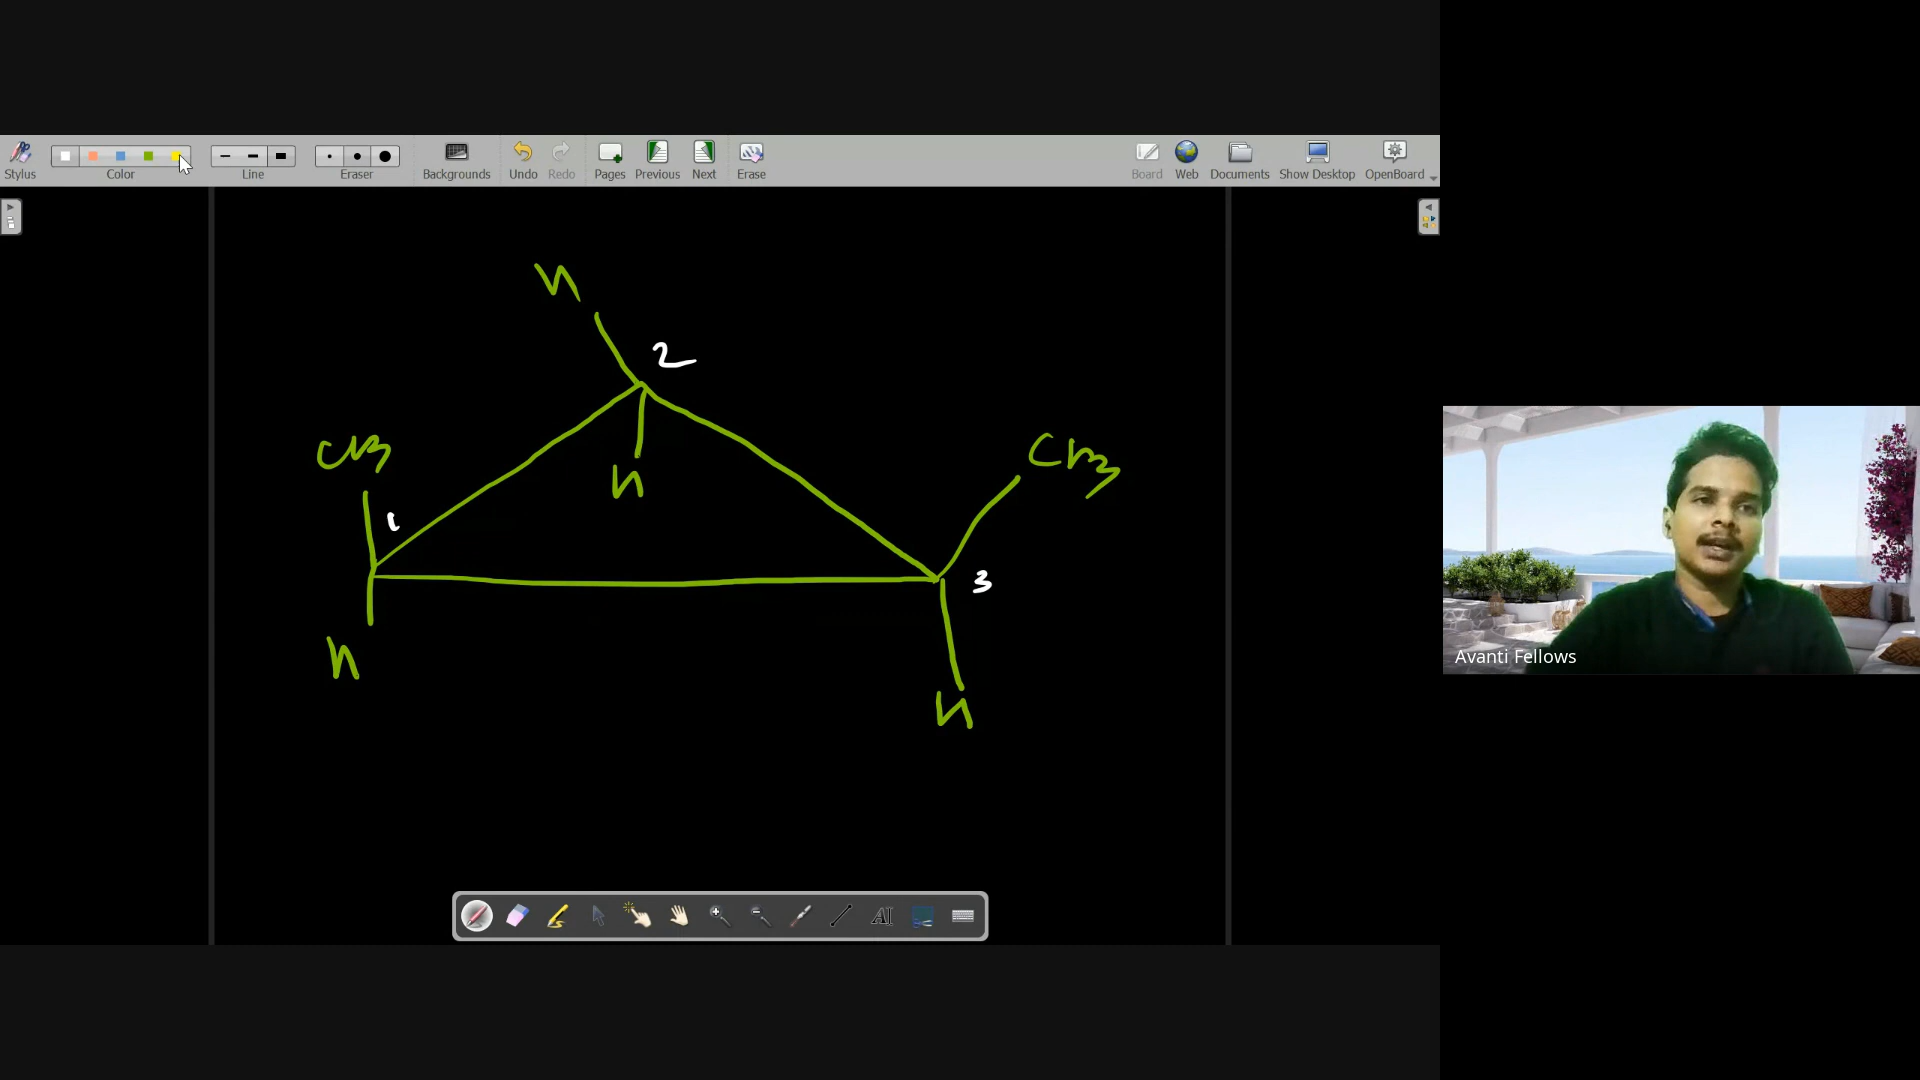 Stylus
Color
Line
Eraser
Backgrounds
Undo
Redo
Pages
Previous
Next
Erase
Board
Web
Documents
Show Desktop
OpenBoard
H
2
CH3
H
CH3
1
3
H
H
Avanti Fellows
AI